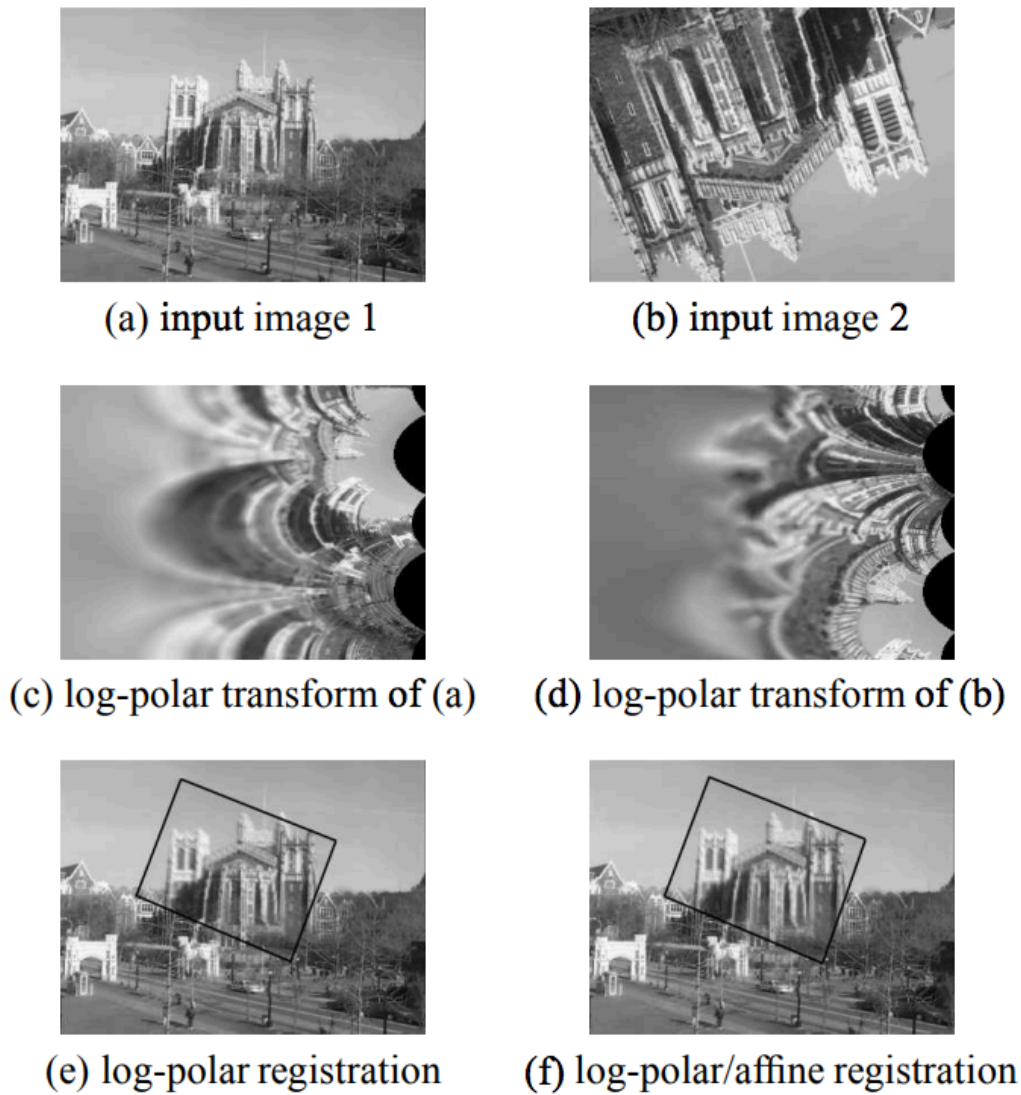 (a) input image 1
(b) input image 2
(c) log-polar transform of (a)
(d) log-polar transform of (b)
(e) log-polar registration
(f) log-polar/affine registration